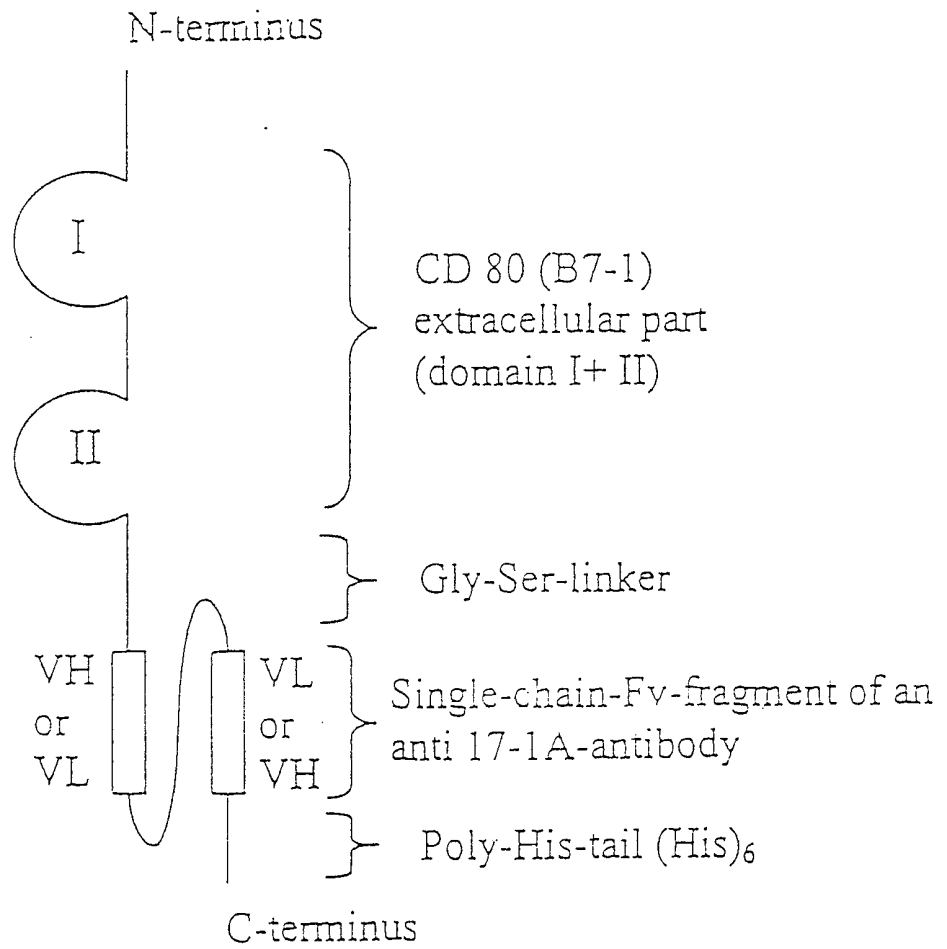 N-terminus
I
CD 80 (B7-1)
extracellular part
(domain I+ II)
II
Gly-Ser-linker
VH
or
VL
VL
or
VH
Single-chain-Fv-fragment of an
anti 17-1A-antibody
Poly-His-tail (His)₆
C-terminus